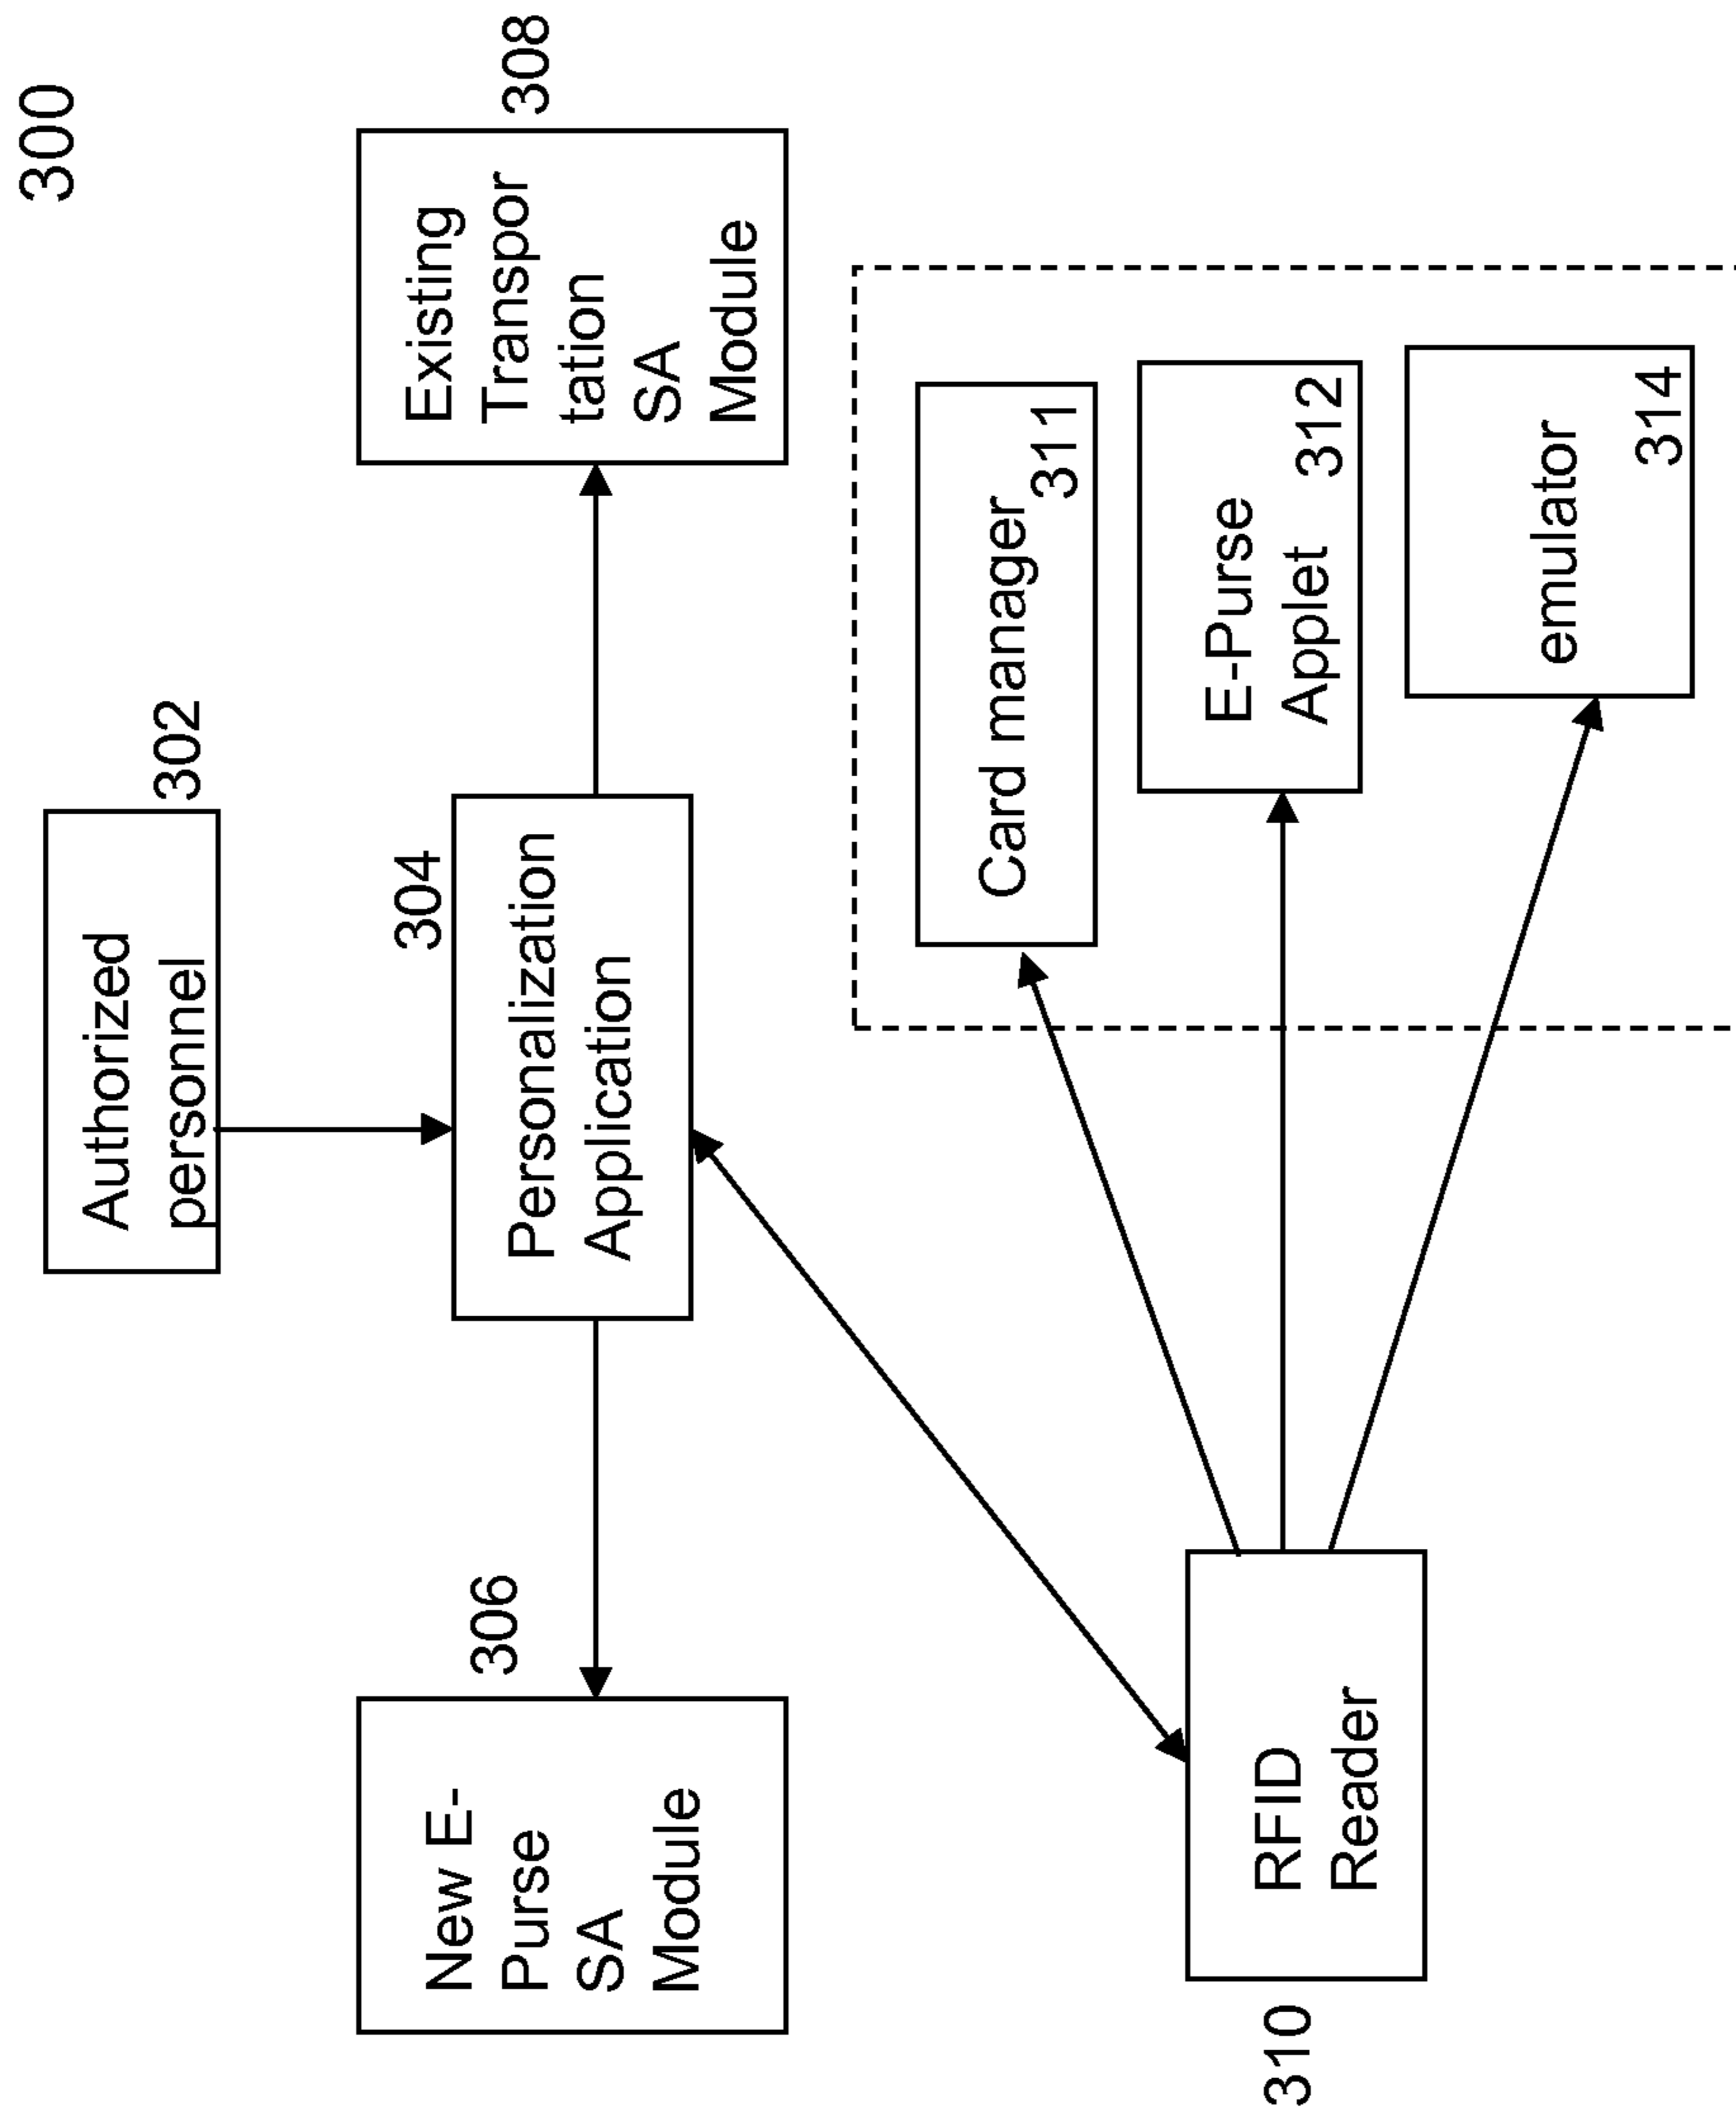 300
Authorized
personnel
302
304
Personalization
Application
306
New E-
Purse
SA
Module
308
Existing
Transpor
tation
SA
Module
310
RFID
Reader
Card manager
311
E-Purse
Applet 312
emulator
314